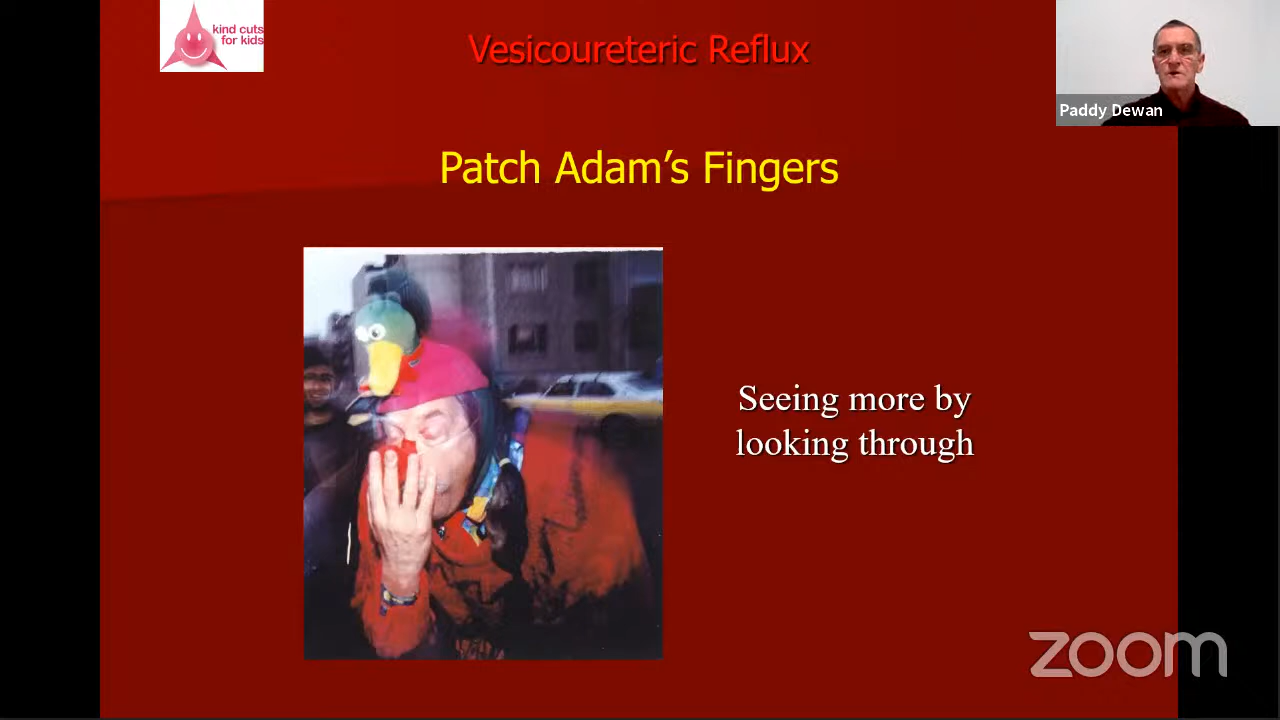 kind cuts
for kids
Vesicoureteric Reflux
Paddy Dewan
Patch Adam’s Fingers
Seeing more by
looking through
zoom